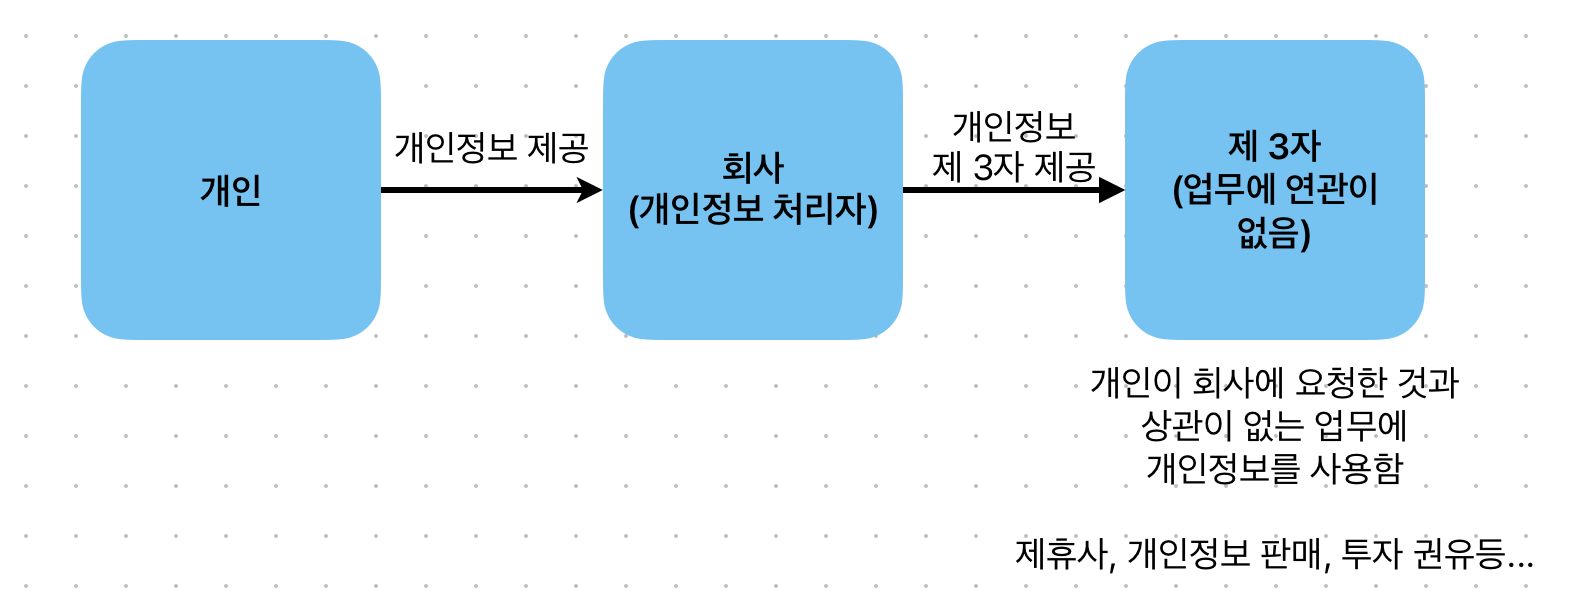 개인
개인정보 제공
회사
(개인정보 처리자)
개인정보
제 3자 제공
제 3자
(업무에 연관이
없음)
개인이 회사에 요청한 것과
상관이 없는 업무에
개인정보를 사용함
제휴사, 개인정보 판매, 투자 권유등...